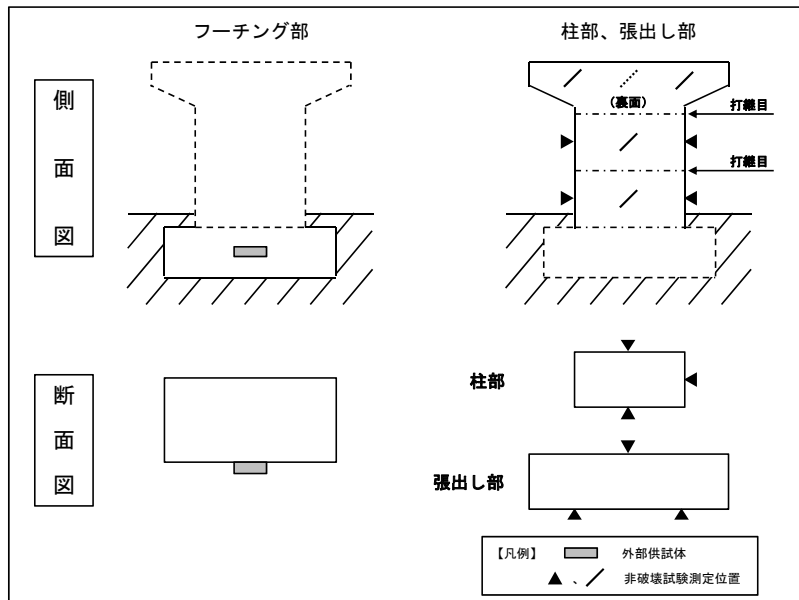 フーチング部
柱部、張出し部
側面図
(裏面)
打継目
打継目
断面図
柱部
張出し部
【凡例】
外部供試体
▲ 、 / 非破壊試験測定位置